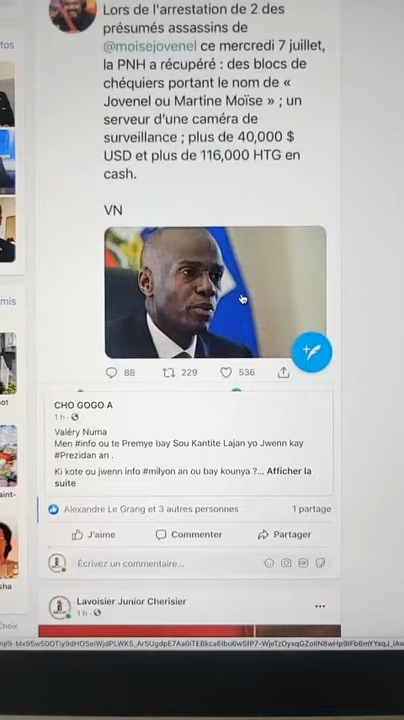 Lors de l'arrestation de 2 des
présumés assassins de
@moisejovenel ce mercredi 7 juillet,
la PNH a récupéré : des blocs de
chéquiers portant le nom de «
Jovenel ou Martine Moïse » ; un
serveur d'une caméra de
surveillance ; plus de 40,000 $
USD et plus de 116,000 HTG en
cash.
VN
88 229 536
CHO GOGO A
1 h
Valéry Numa
Men #info ou te Premye bay Sou Kantite Lajan yo Jwenn kay
#Prezidan an .
Ki kote ou jwenn info #milyon an ou bay kounya ?... Afficher la
suite
Alexandre Le Grang et 3 autres personnes 1 partage
J'aime Commenter Partager
Écrivez un commentaire...
Lavoisier Junior Cherisier
1 h